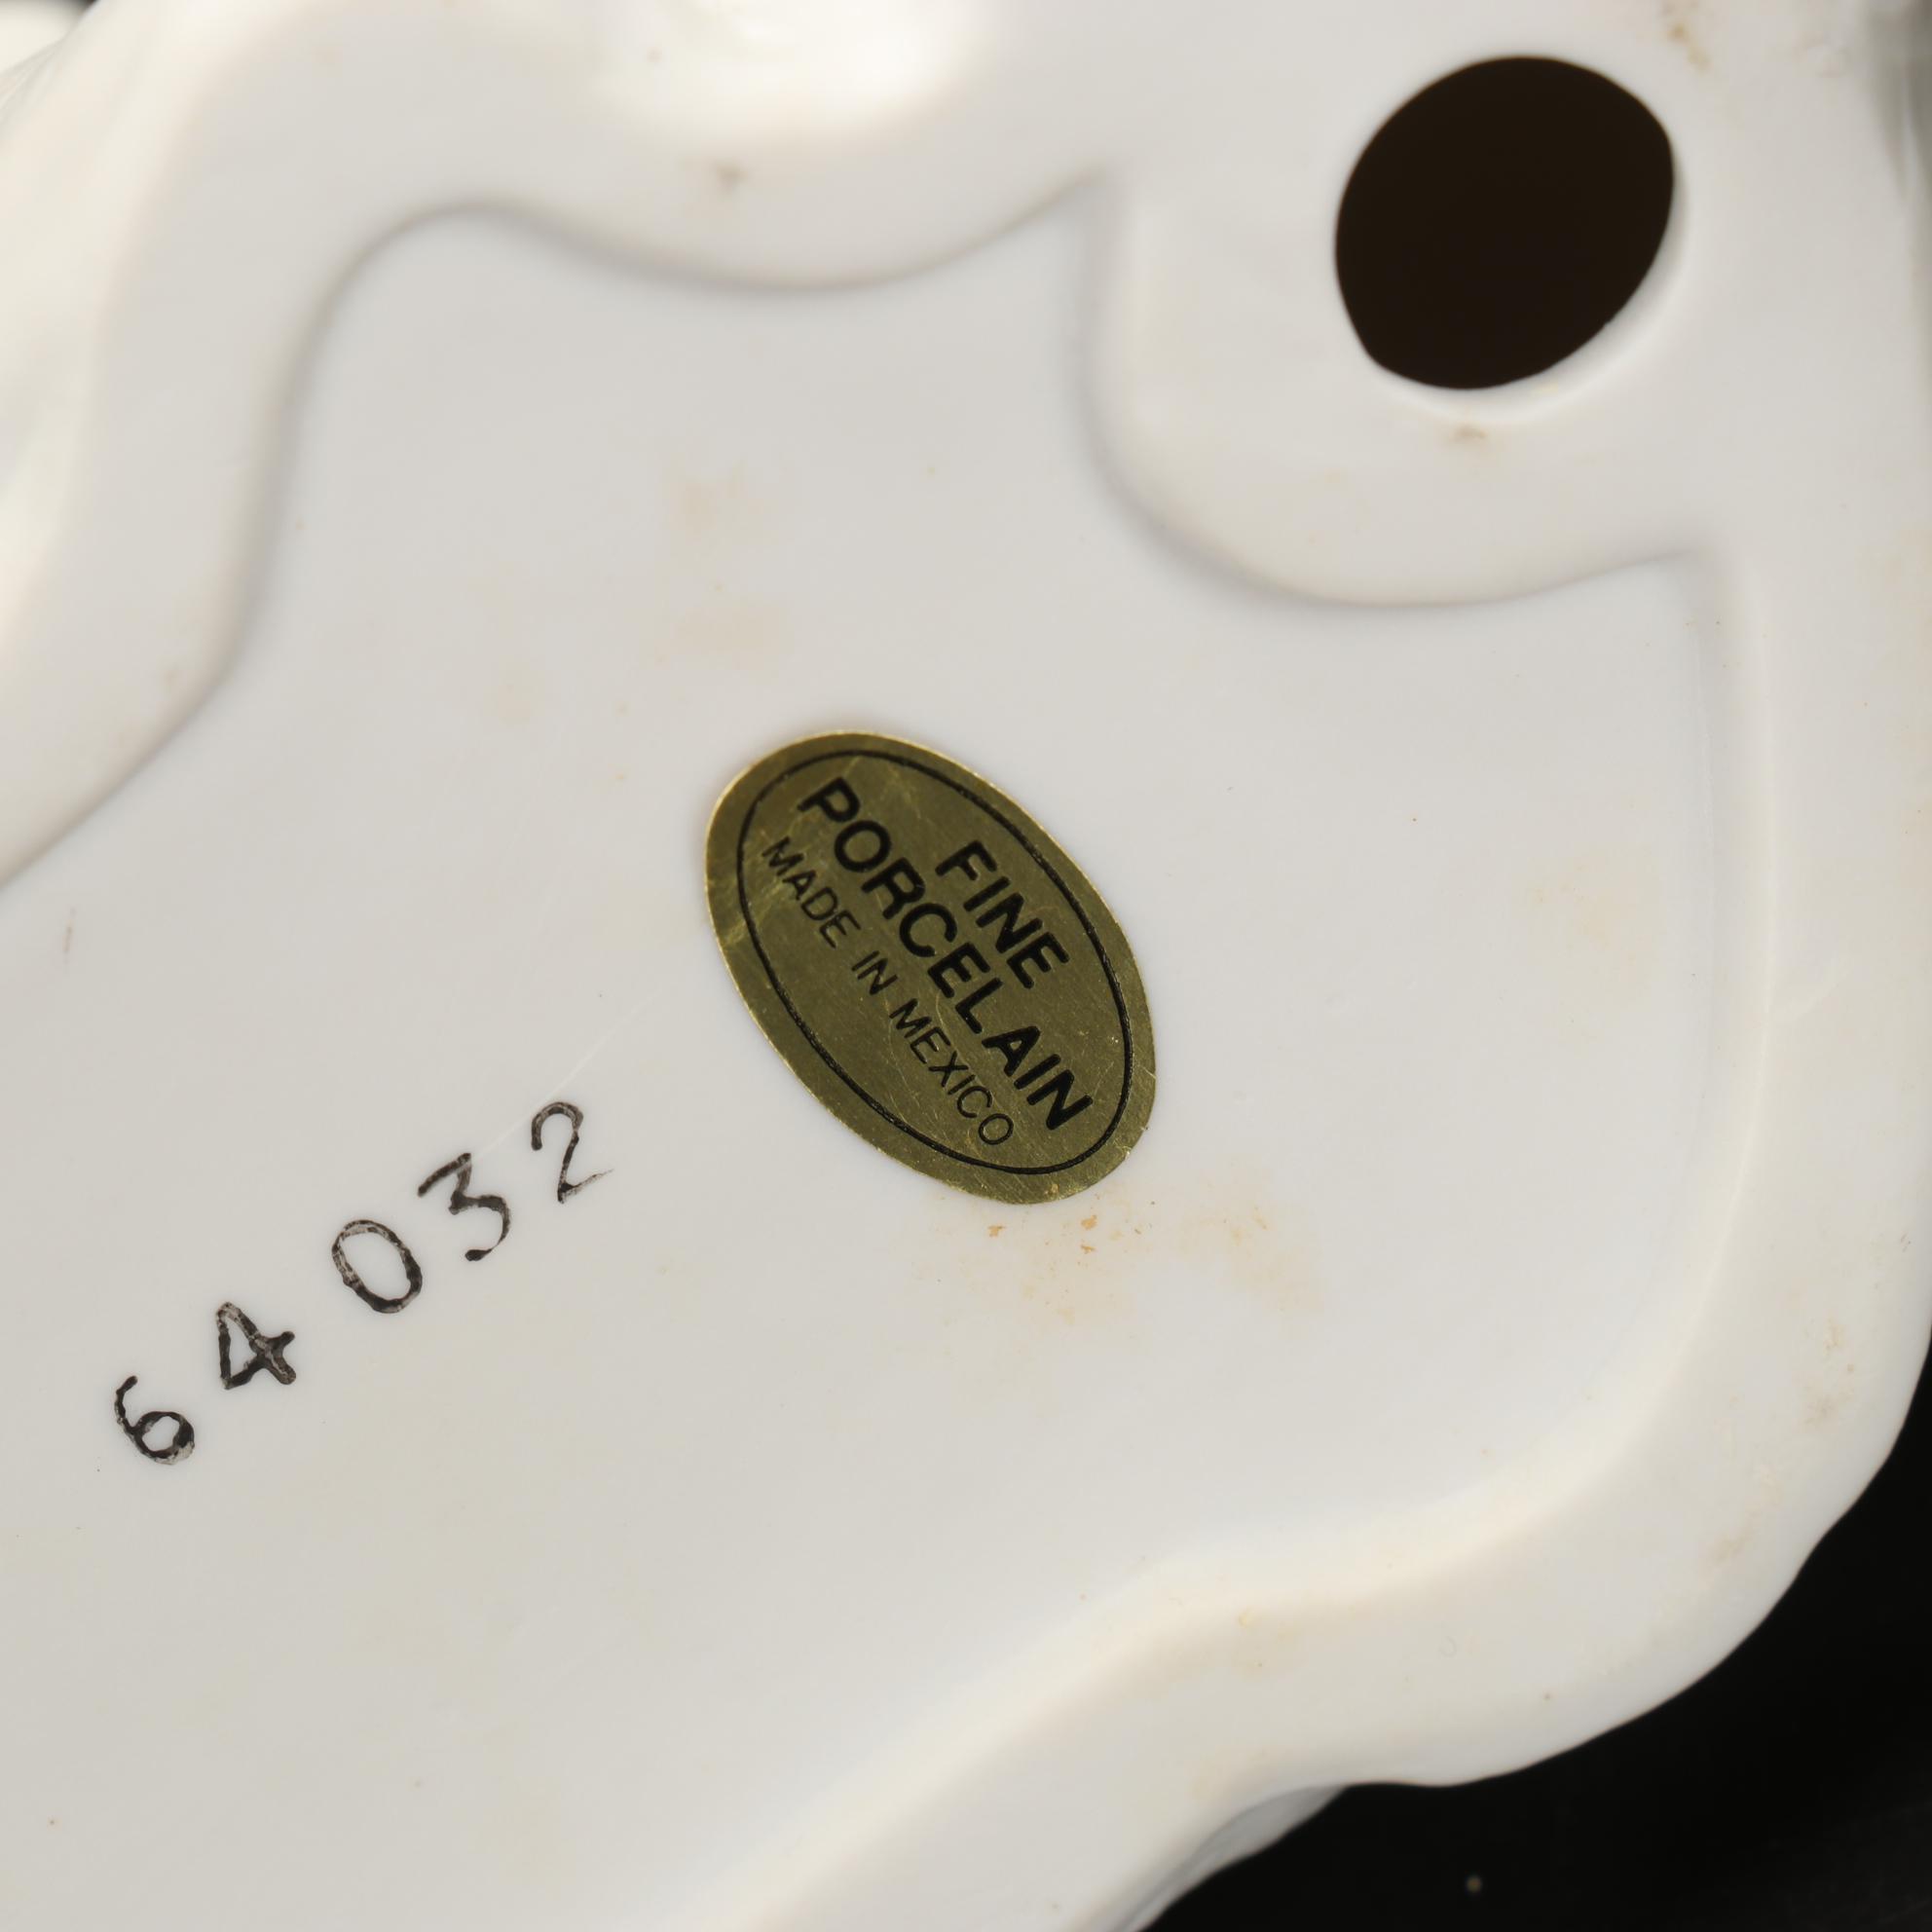 FINE
PORCELAIN
MADE IN MEXICO
64032